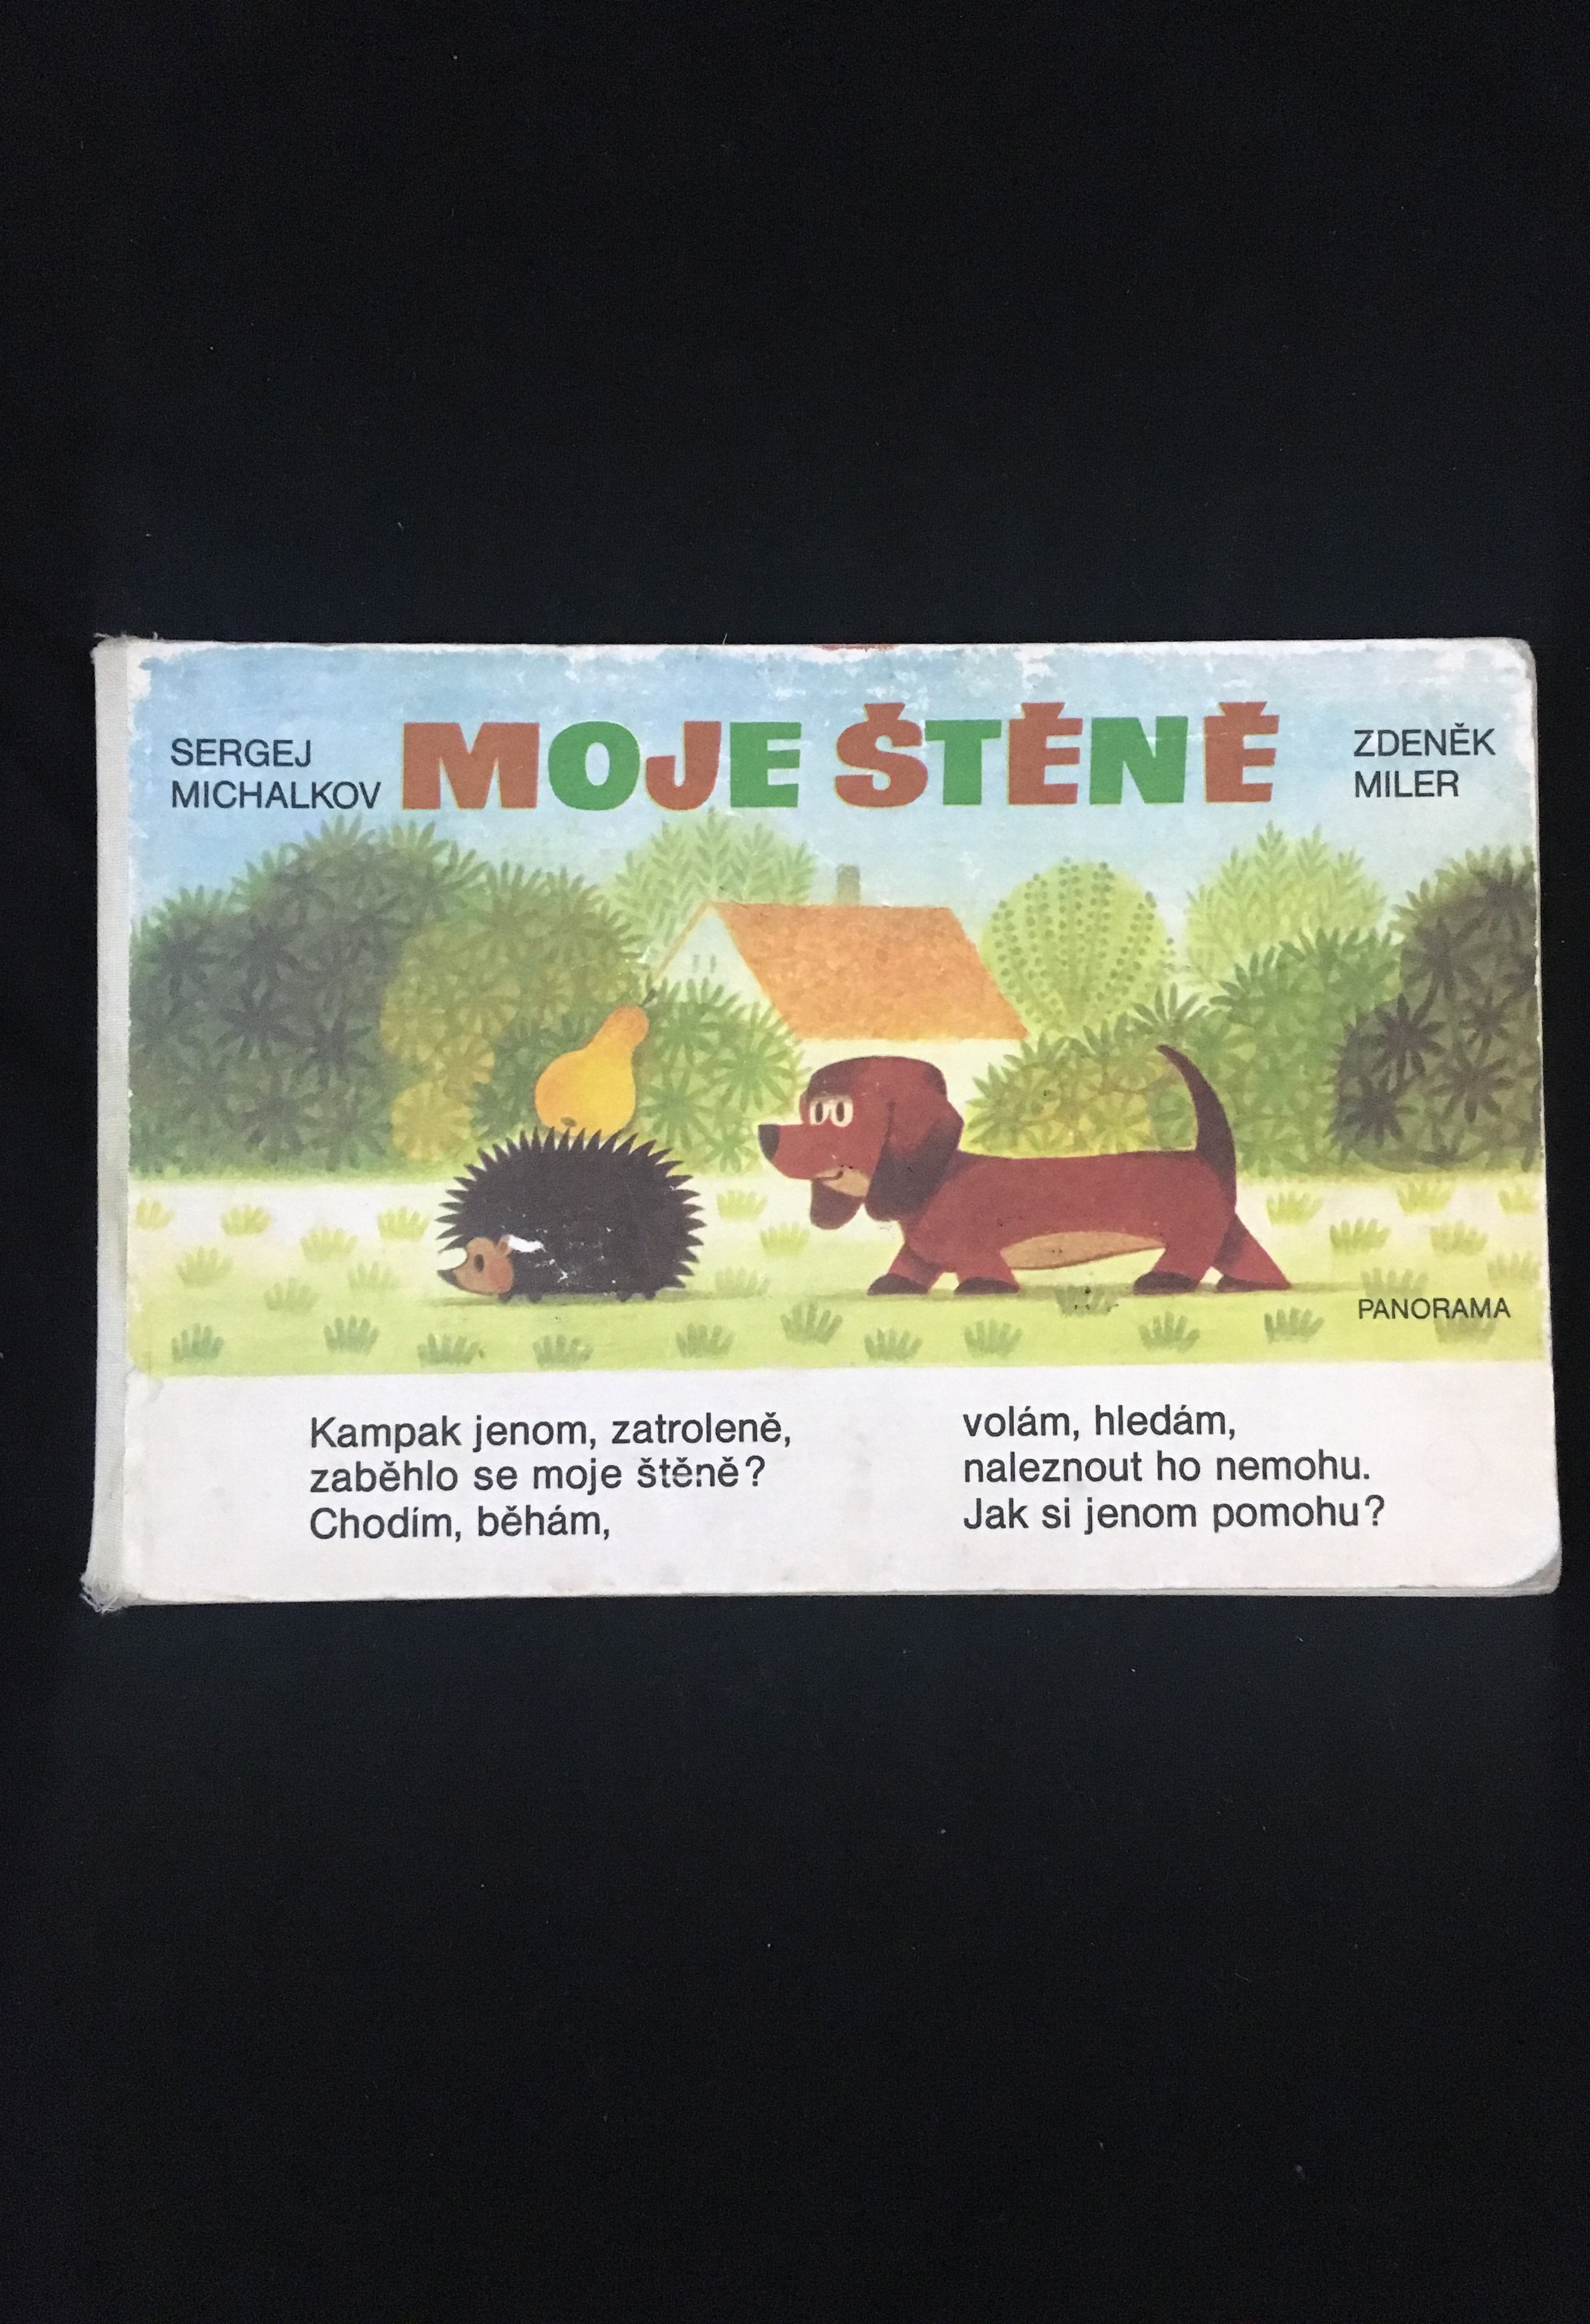 SERGEJ
MICHALKOV
MOJE ŠTĚNĚ
ZDENĚK
MILER
PANORAMA
Kampak jenom, zatroleně,
zaběhlo se moje štěně?
Chodím, běhám,
volám, hledám,
naleznout ho nemohu.
Jak si jenom pomohu?